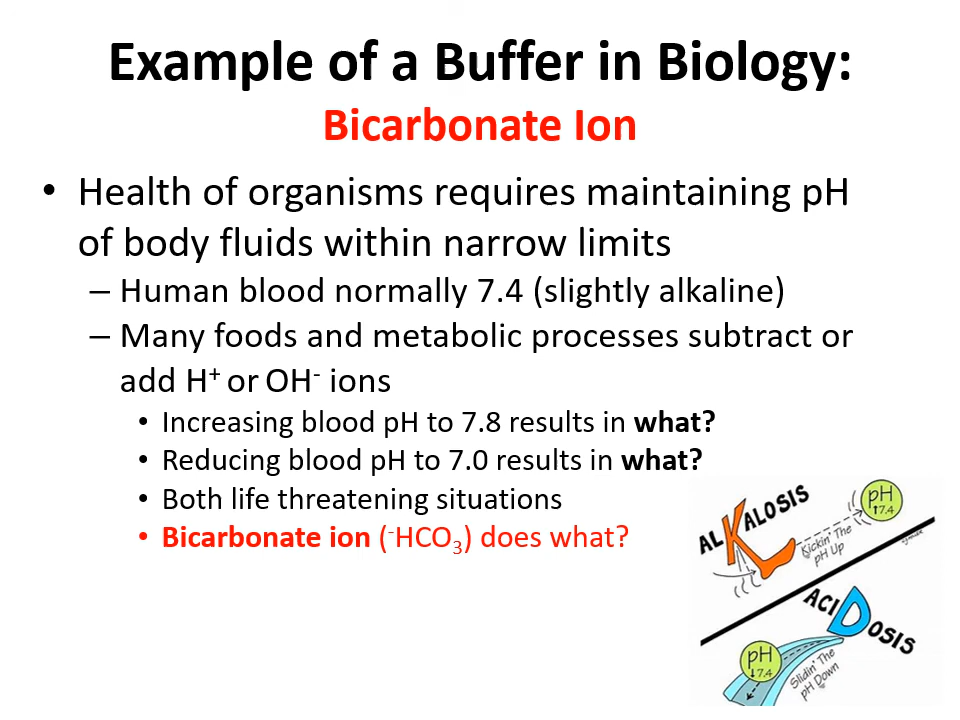 Example of a Buffer in Biology:
Bicarbonate Ion
• Health of organisms requires maintaining pH
of body fluids within narrow limits
– Human blood normally 7.4 (slightly alkaline)
– Many foods and metabolic processes subtract or
add H⁺ or OH⁻ ions
• Increasing blood pH to 7.8 results in what?
• Reducing blood pH to 7.0 results in what?
• Both life threatening situations
• Bicarbonate ion (⁻HCO₃) does what?
ALKALOSIS
pH
↑7.4
Kickin' The
pH Up
ACIDOSIS
pH
↓7.4
Slidin' The
pH Down